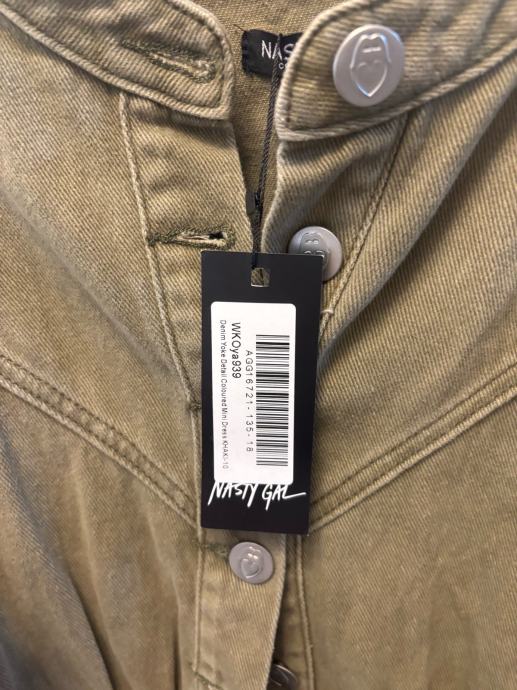 NAS
AGG16721-135-18
WKOya939
Denim Yoke Detail Coloured Mini Dress KHAKI-10
NASTY GAL